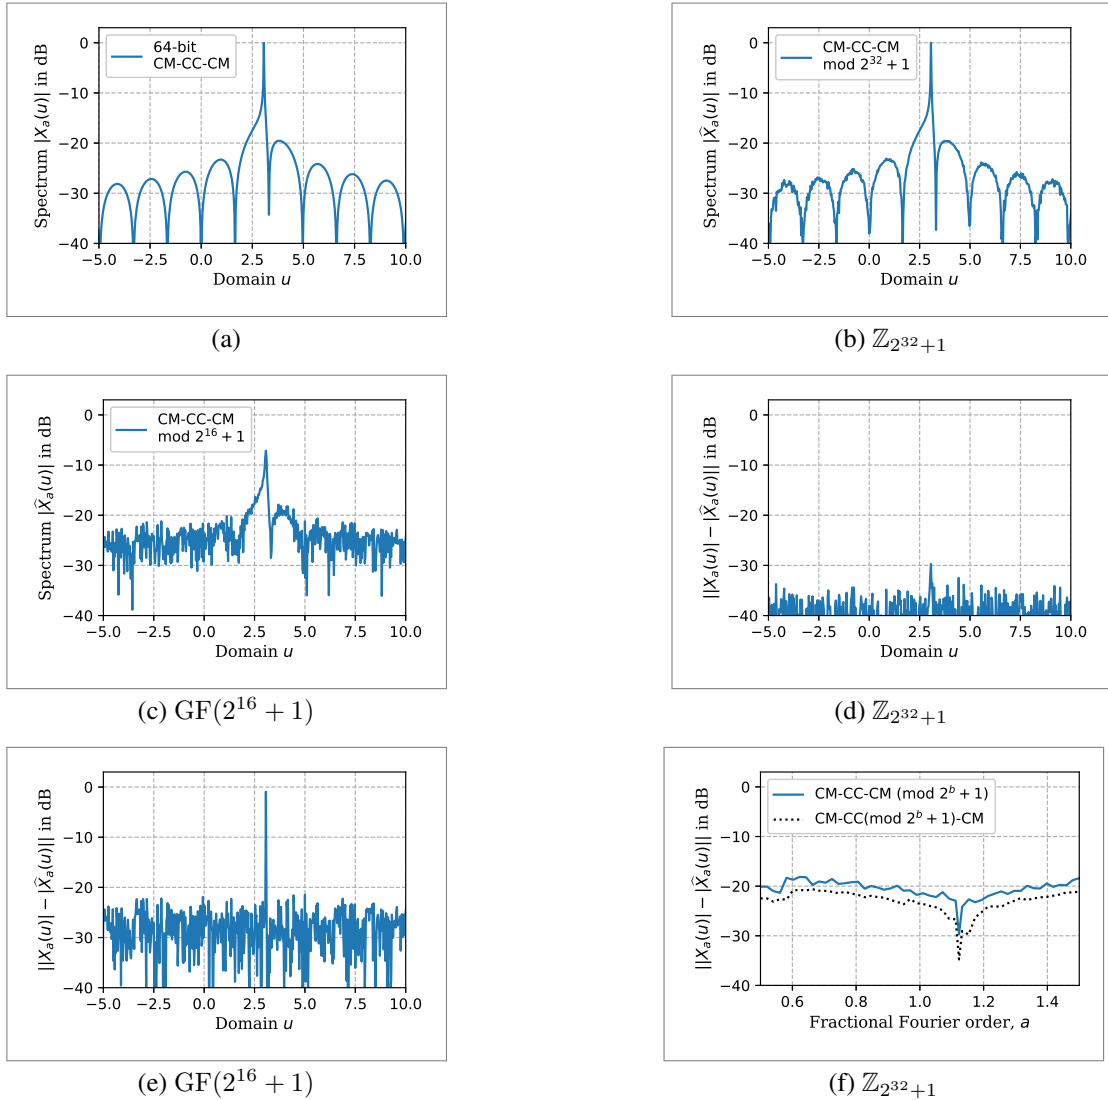 Spectrum |X_a(u)| in dB
0
−10
−20
−30
−40
64-bit
CM-CC-CM
−5.0 −2.5 0.0 2.5 5.0 7.5 10.0
Domain u
(a)
Spectrum |X̂_a(u)| in dB
0
−10
−20
−30
−40
CM-CC-CM
mod 2^32 + 1
−5.0 −2.5 0.0 2.5 5.0 7.5 10.0
Domain u
(b) ℤ_{2^32+1}
Spectrum |X̂_a(u)| in dB
0
−10
−20
−30
−40
CM-CC-CM
mod 2^16 + 1
−5.0 −2.5 0.0 2.5 5.0 7.5 10.0
Domain u
(c) GF(2^16 + 1)
||X_a(u)| − |X̂_a(u)|| in dB
0
−10
−20
−30
−40
−5.0 −2.5 0.0 2.5 5.0 7.5 10.0
Domain u
(d) ℤ_{2^32+1}
||X_a(u)| − |X̂_a(u)|| in dB
0
−10
−20
−30
−40
−5.0 −2.5 0.0 2.5 5.0 7.5 10.0
Domain u
(e) GF(2^16 + 1)
||X_a(u)| − |X̂_a(u)|| in dB
0
−10
−20
−30
−40
CM-CC-CM (mod 2^b + 1)
CM-CC(mod 2^b + 1)-CM
0.6 0.8 1.0 1.2 1.4
Fractional Fourier order, a
(f) ℤ_{2^32+1}